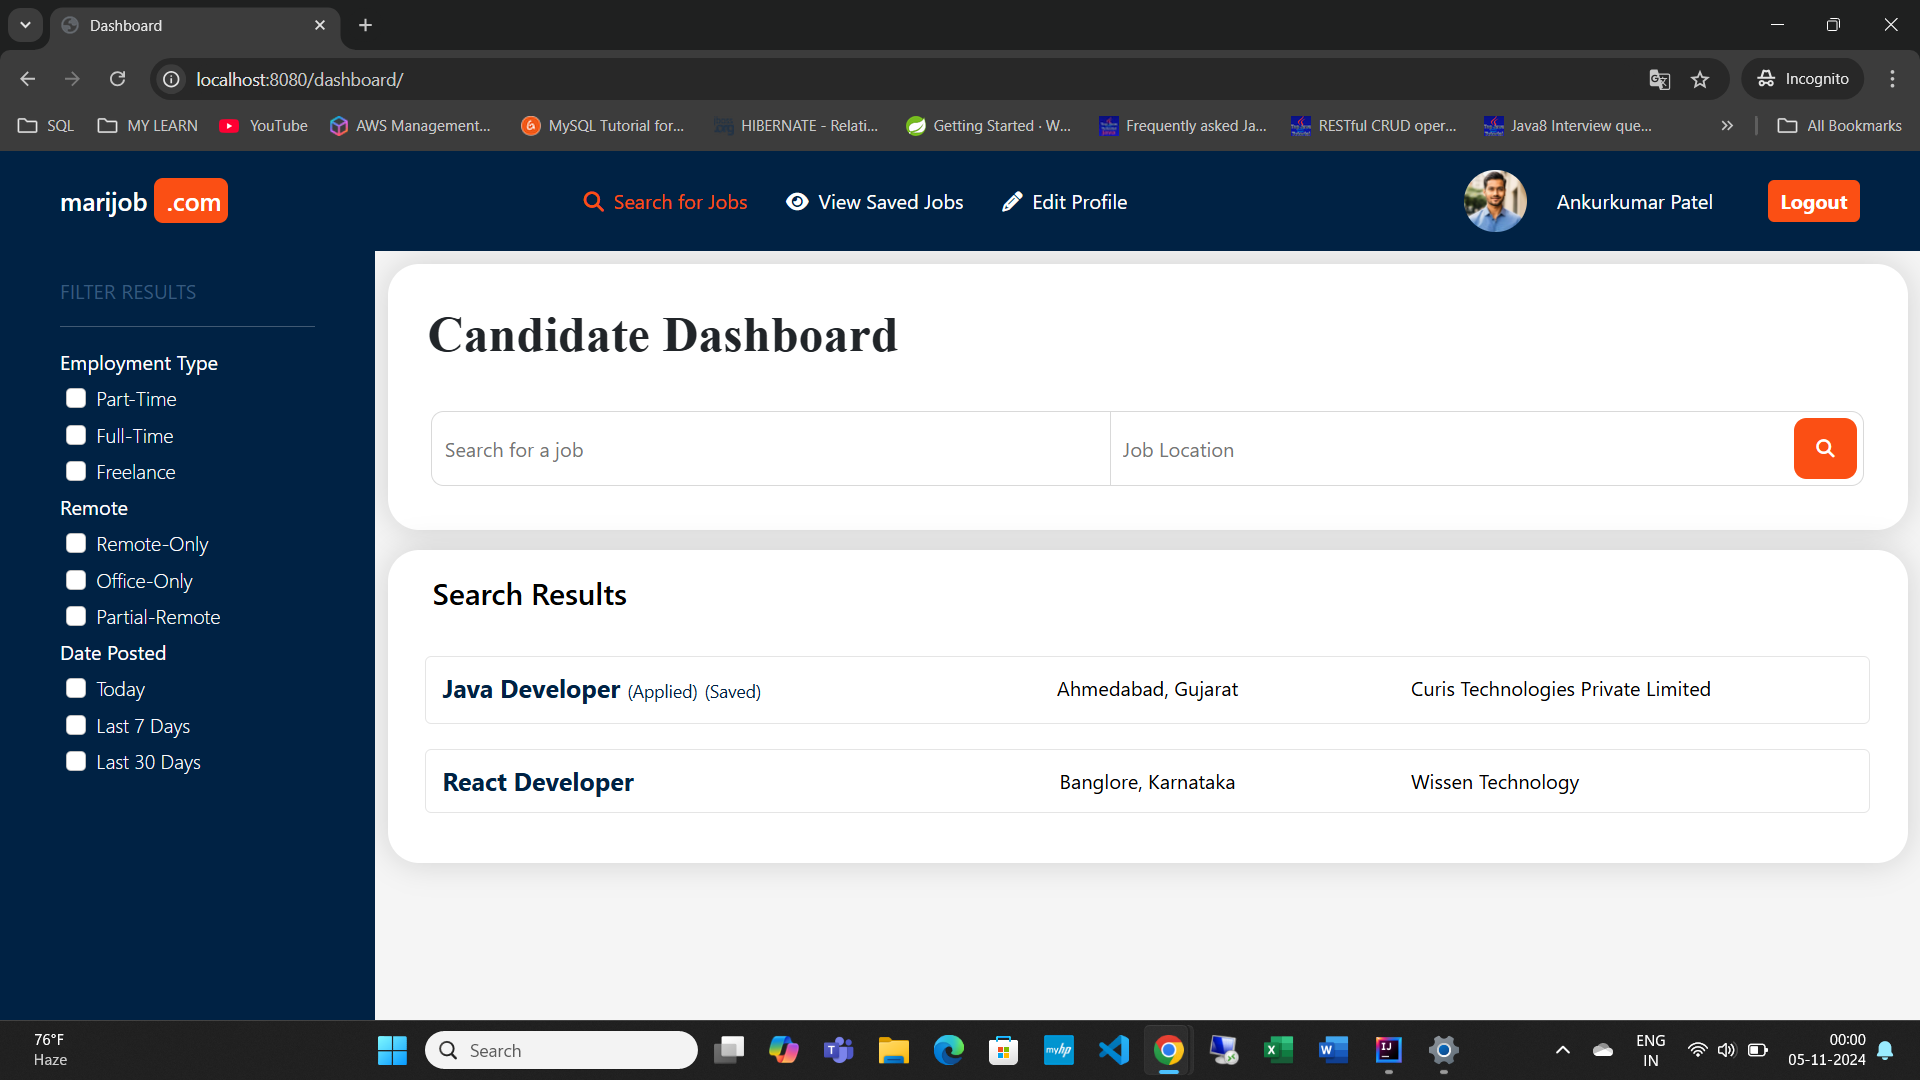 Dashboard
localhost:8080/dashboard/
Incognito
SQL
MY LEARN
YouTube
AWS Management...
MySQL Tutorial for...
HIBERNATE - Relati...
Getting Started · W...
Frequently asked Ja...
RESTful CRUD oper...
Java8 Interview que...
All Bookmarks
marijob .com
Search for Jobs
View Saved Jobs
Edit Profile
Ankurkumar Patel
Logout
FILTER RESULTS
Employment Type
Part-Time
Full-Time
Freelance
Remote
Remote-Only
Office-Only
Partial-Remote
Date Posted
Today
Last 7 Days
Last 30 Days
Candidate Dashboard
Search for a job
Job Location
Search Results
Java Developer (Applied) (Saved)
Ahmedabad, Gujarat
Curis Technologies Private Limited
React Developer
Banglore, Karnataka
Wissen Technology
76°F
Haze
Search
myhp
ENG
IN
00:00
05-11-2024